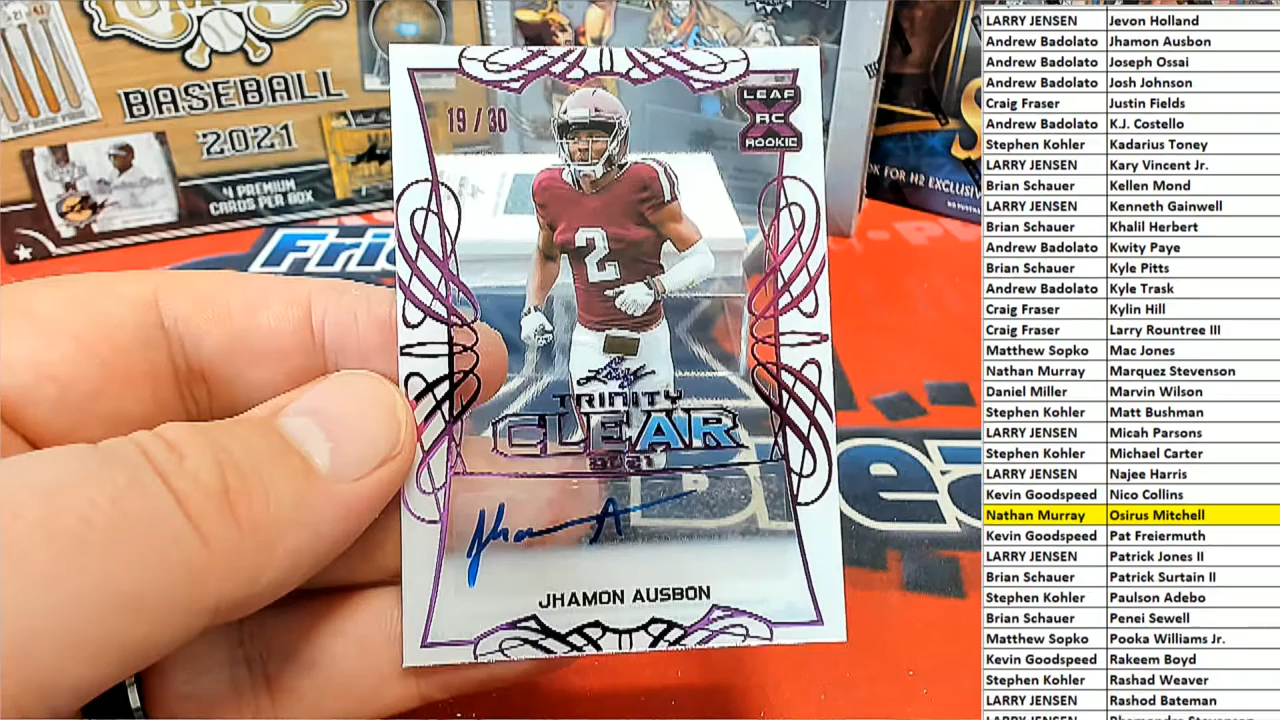 BASEBALL
2021
4 PREMIUM
CARDS PER BOX
K FOR H2 EXCLUSIV
19 / 30
LEAF
RC
ROOKIE
2
TRINITY
CLEAR
JHAMON AUSBON
LARRY JENSEN Jevon Holland
Andrew Badolato Jhamon Ausbon
Andrew Badolato Joseph Ossai
Andrew Badolato Josh Johnson
Craig Fraser Justin Fields
Andrew Badolato K.J. Costello
Stephen Kohler Kadarius Toney
LARRY JENSEN Kary Vincent Jr.
Brian Schauer Kellen Mond
LARRY JENSEN Kenneth Gainwell
Brian Schauer Khalil Herbert
Andrew Badolato Kwity Paye
Brian Schauer Kyle Pitts
Andrew Badolato Kyle Trask
Craig Fraser Kylin Hill
Craig Fraser Larry Rountree III
Matthew Sopko Mac Jones
Nathan Murray Marquez Stevenson
Daniel Miller Marvin Wilson
Stephen Kohler Matt Bushman
LARRY JENSEN Micah Parsons
Stephen Kohler Michael Carter
LARRY JENSEN Najee Harris
Kevin Goodspeed Nico Collins
Nathan Murray Osirus Mitchell
Kevin Goodspeed Pat Freiermuth
LARRY JENSEN Patrick Jones II
Brian Schauer Patrick Surtain II
Stephen Kohler Paulson Adebo
Brian Schauer Penei Sewell
Matthew Sopko Pooka Williams Jr.
Kevin Goodspeed Rakeem Boyd
Stephen Kohler Rashad Weaver
LARRY JENSEN Rashod Bateman